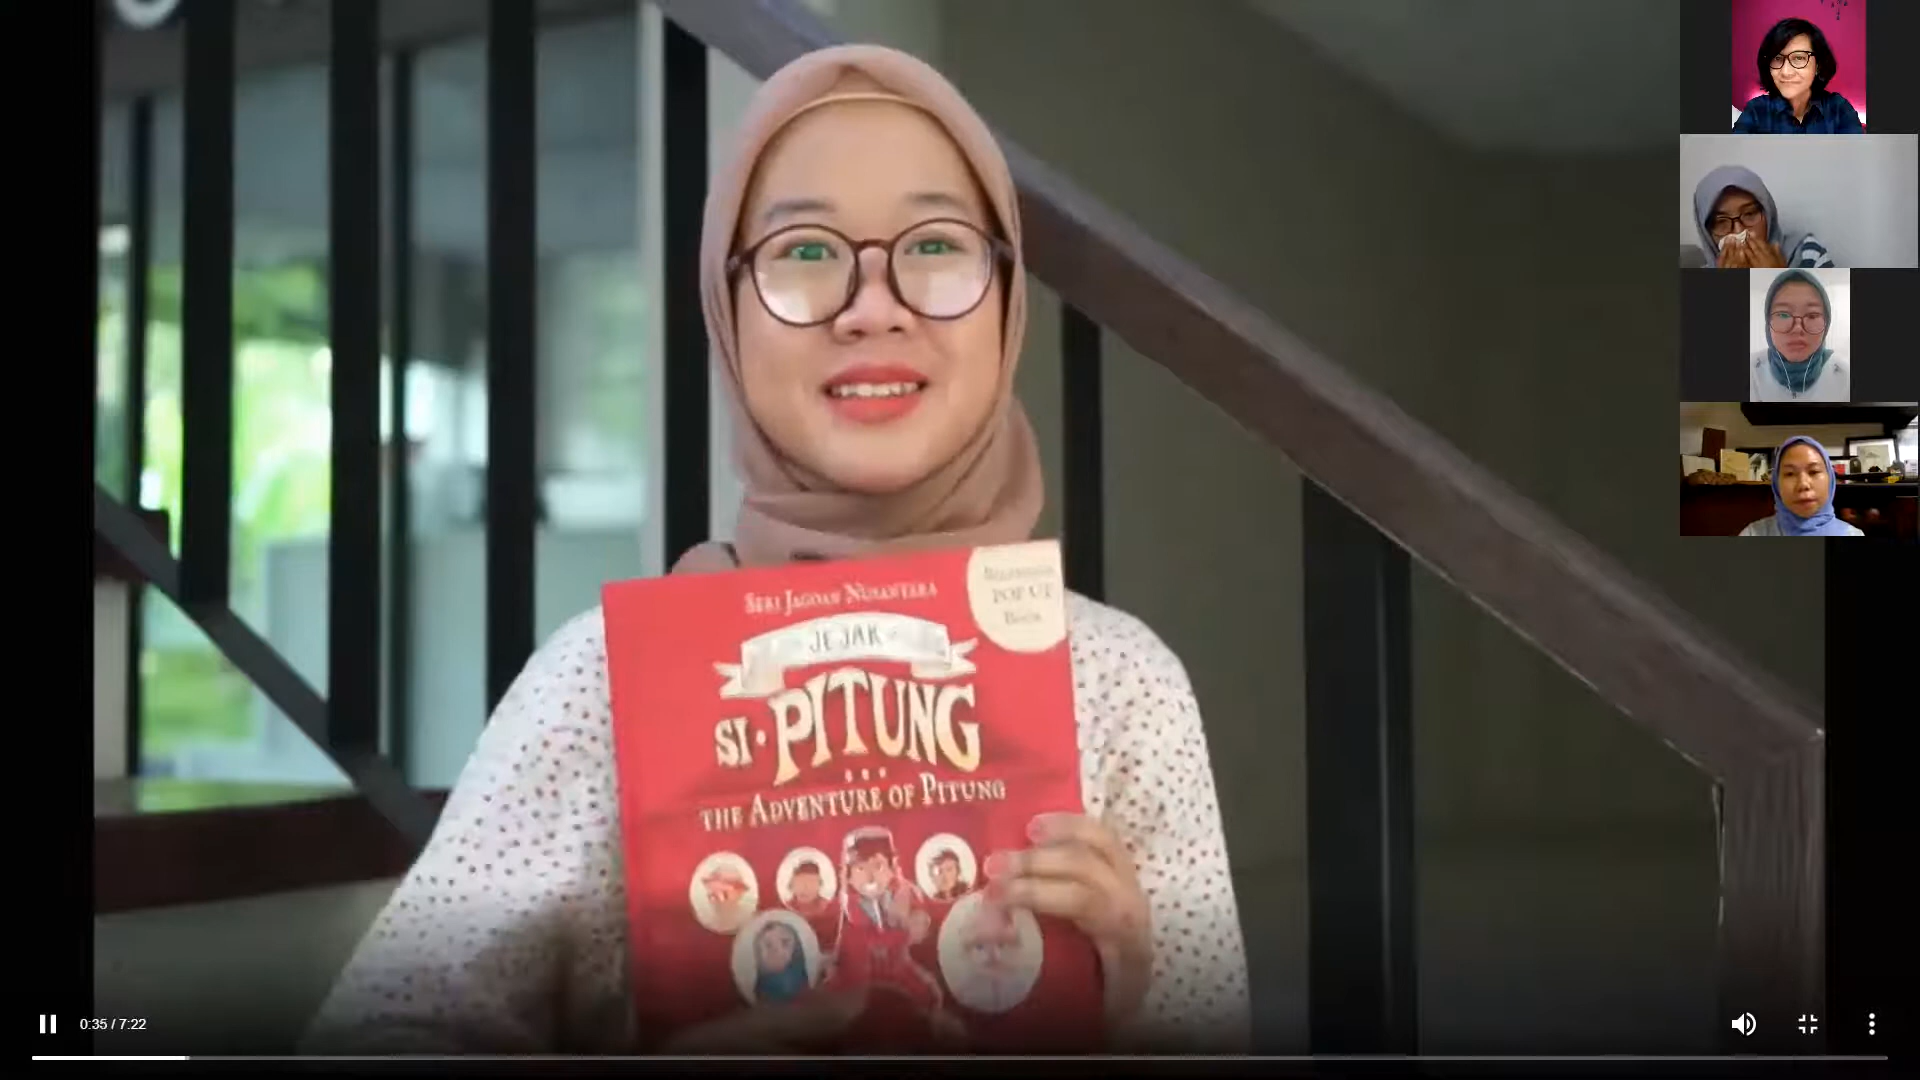 SERI JAGOAN NUSANTARA
POP UP
BOOK
JEJAK
SI • PITUNG
THE ADVENTURE OF PITUNG
0:35 / 7:22